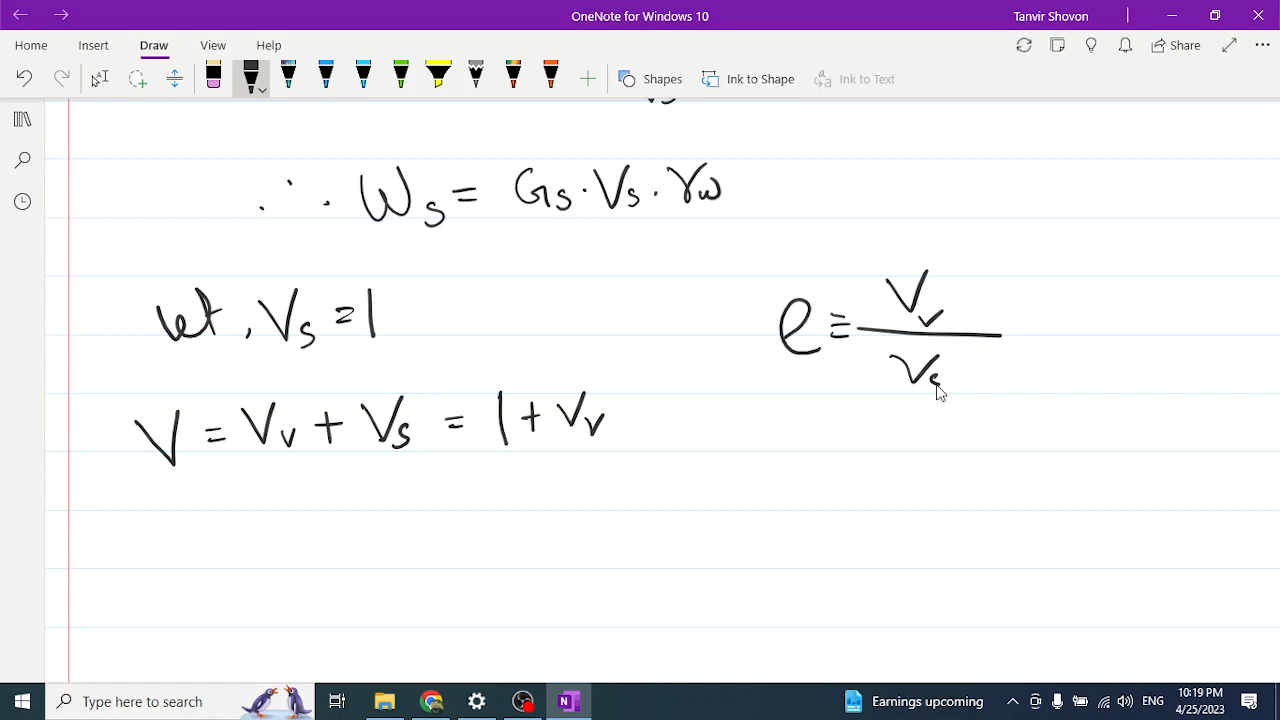 OneNote for Windows 10
Tanvir Shovon
Home Insert Draw View Help
Share
Shapes Ink to Shape Ink to Text
∴ Ws = Gs · Vs · γw
let, Vs = 1
e ≡ Vv / Vs
V = Vv + Vs = 1 + Vv
Type here to search
Earnings upcoming
ENG
10:19 PM
4/25/2023